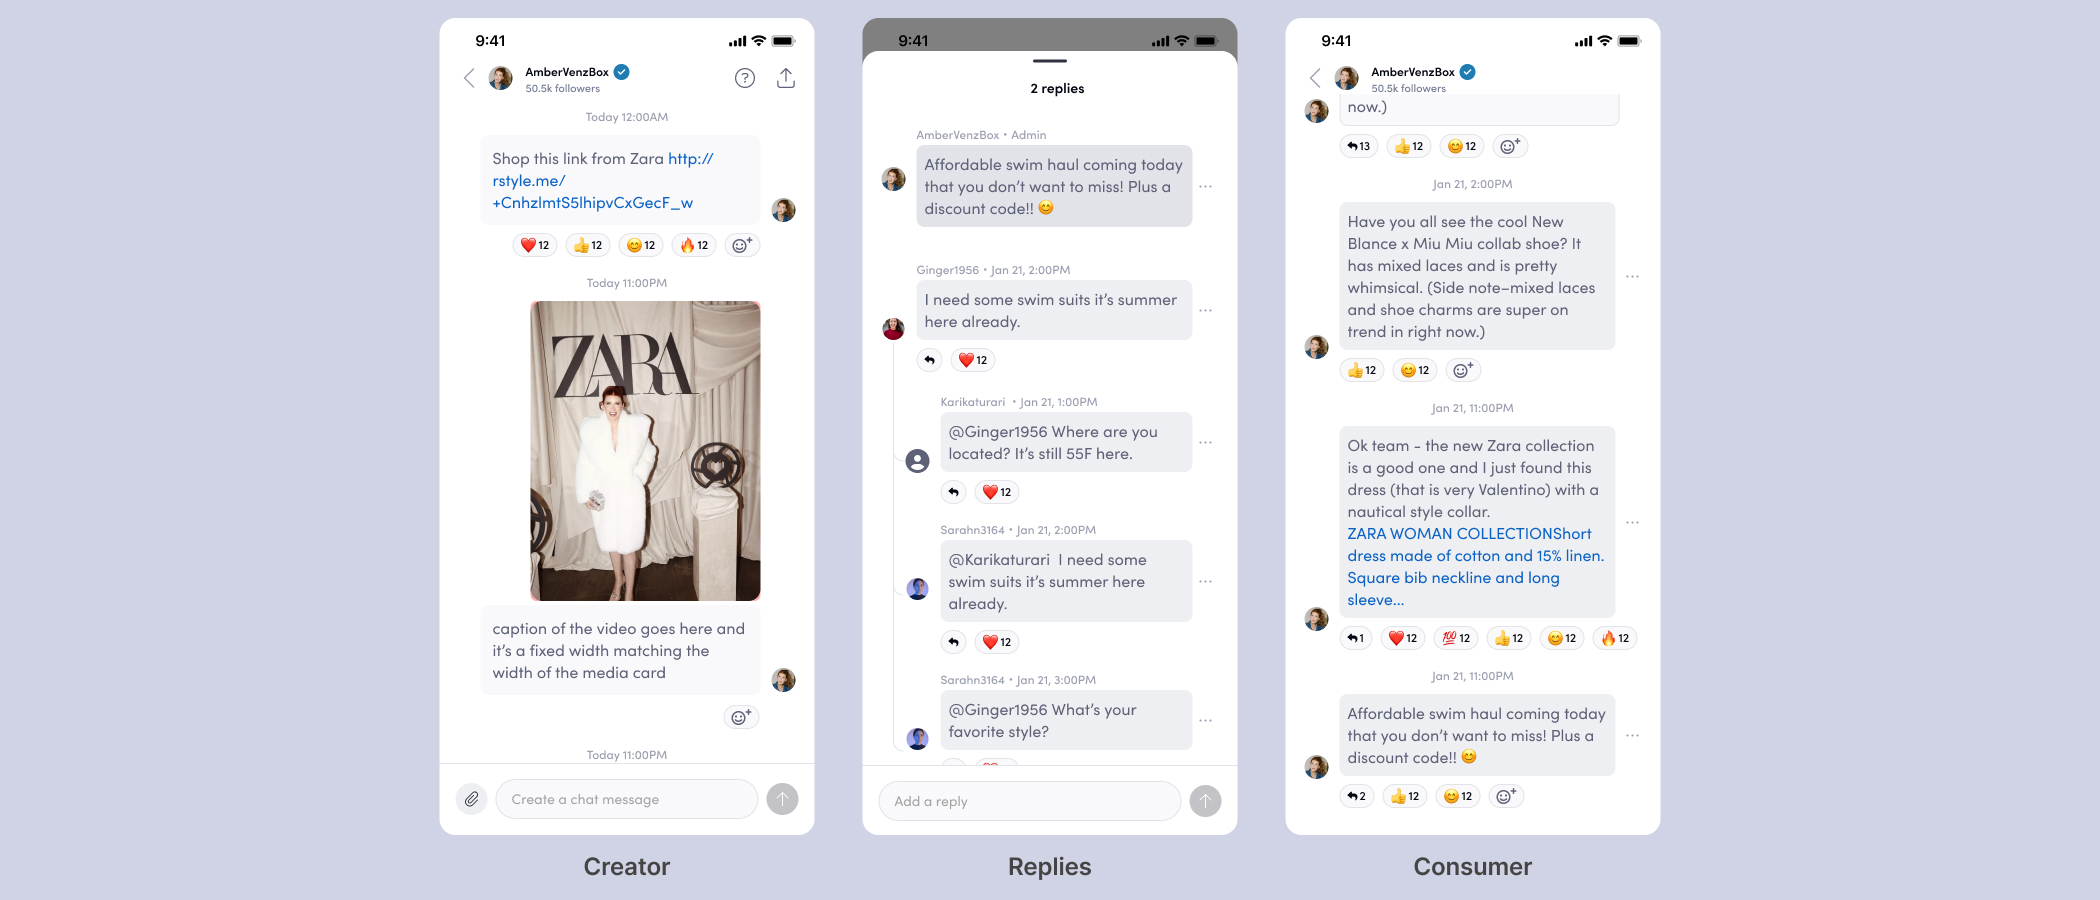 9:41
AmberVenzBox
50.5k followers
Today 12:00AM
Shop this link from Zara http://
rstyle.me/
+CnhzlmtS5lhipvCxGecF_w
12 12 12 12
Today 11:00PM
ZARA
caption of the video goes here and
it's a fixed width matching the
width of the media card
Today 11:00PM
Create a chat message
Creator
9:41
2 replies
AmberVenzBox • Admin
Affordable swim haul coming today
that you don't want to miss! Plus a
discount code!! 😊
Ginger1956 • Jan 21, 2:00PM
I need some swim suits it's summer
here already.
12
Karikaturari • Jan 21, 1:00PM
@Ginger1956 Where are you
located? It's still 55F here.
12
Sarahn3164 • Jan 21, 2:00PM
@Karikaturari I need some
swim suits it's summer here
already.
12
Sarahn3164 • Jan 21, 3:00PM
@Ginger1956 What's your
favorite style?
Add a reply
Replies
9:41
AmberVenzBox
50.5k followers
now.)
13 12 12
Jan 21, 2:00PM
Have you all see the cool New
Blance x Miu Miu collab shoe? It
has mixed laces and is pretty
whimsical. (Side note–mixed laces
and shoe charms are super on
trend in right now.)
12 12
Jan 21, 11:00PM
Ok team - the new Zara collection
is a good one and I just found this
dress (that is very Valentino) with a
nautical style collar.
ZARA WOMAN COLLECTIONShort
dress made of cotton and 15% linen.
Square bib neckline and long
sleeve...
1 12 💯 12 12 12 12
Jan 21, 11:00PM
Affordable swim haul coming today
that you don't want to miss! Plus a
discount code!! 😊
2 12 12
Consumer